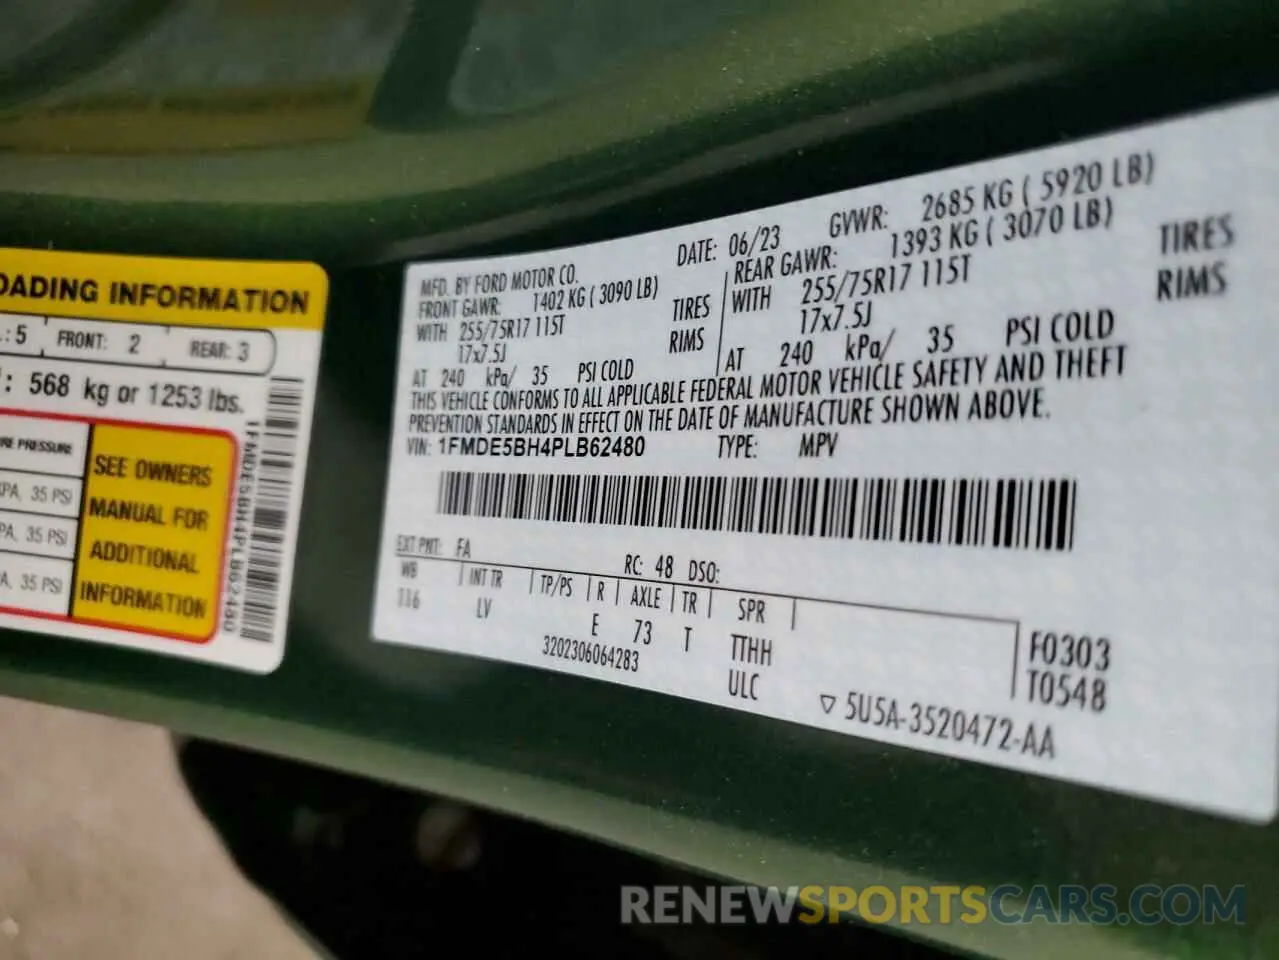 OADING INFORMATION
.: 5 FRONT: 2 REAR: 3
: 568 kg or 1253 lbs.
RE PRESSURE
KPA, 35 PSI
PA, 35 PSI
A, 35 PSI
SEE OWNERS
MANUAL FOR
ADDITIONAL
INFORMATION
1FMDE5BH4PLB62480
MFD. BY FORD MOTOR CO.
DATE: 06/23 GVWR: 2685 KG ( 5920 LB)
FRONT GAWR: 1402 KG ( 3090 LB)
WITH 255/75R17 115T TIRES
17x7.5J RIMS
AT 240 kPa/ 35 PSI COLD
REAR GAWR: 1393 KG ( 3070 LB)
WITH 255/75R17 115T TIRES
17x7.5J RIMS
AT 240 kPa/ 35 PSI COLD
THIS VEHICLE CONFORMS TO ALL APPLICABLE FEDERAL MOTOR VEHICLE SAFETY AND THEFT
PREVENTION STANDARDS IN EFFECT ON THE DATE OF MANUFACTURE SHOWN ABOVE.
VIN: 1FMDE5BH4PLB62480 TYPE: MPV
EXT PNT: FA RC: 48 DSO:
WB INT TR TP/PS R AXLE TR SPR
116 LV E 73 T TTHH
3202306064283 ULC
F0303
T0548
▽ 5U5A-3520472-AA
RENEWSPORTSCARS.COM